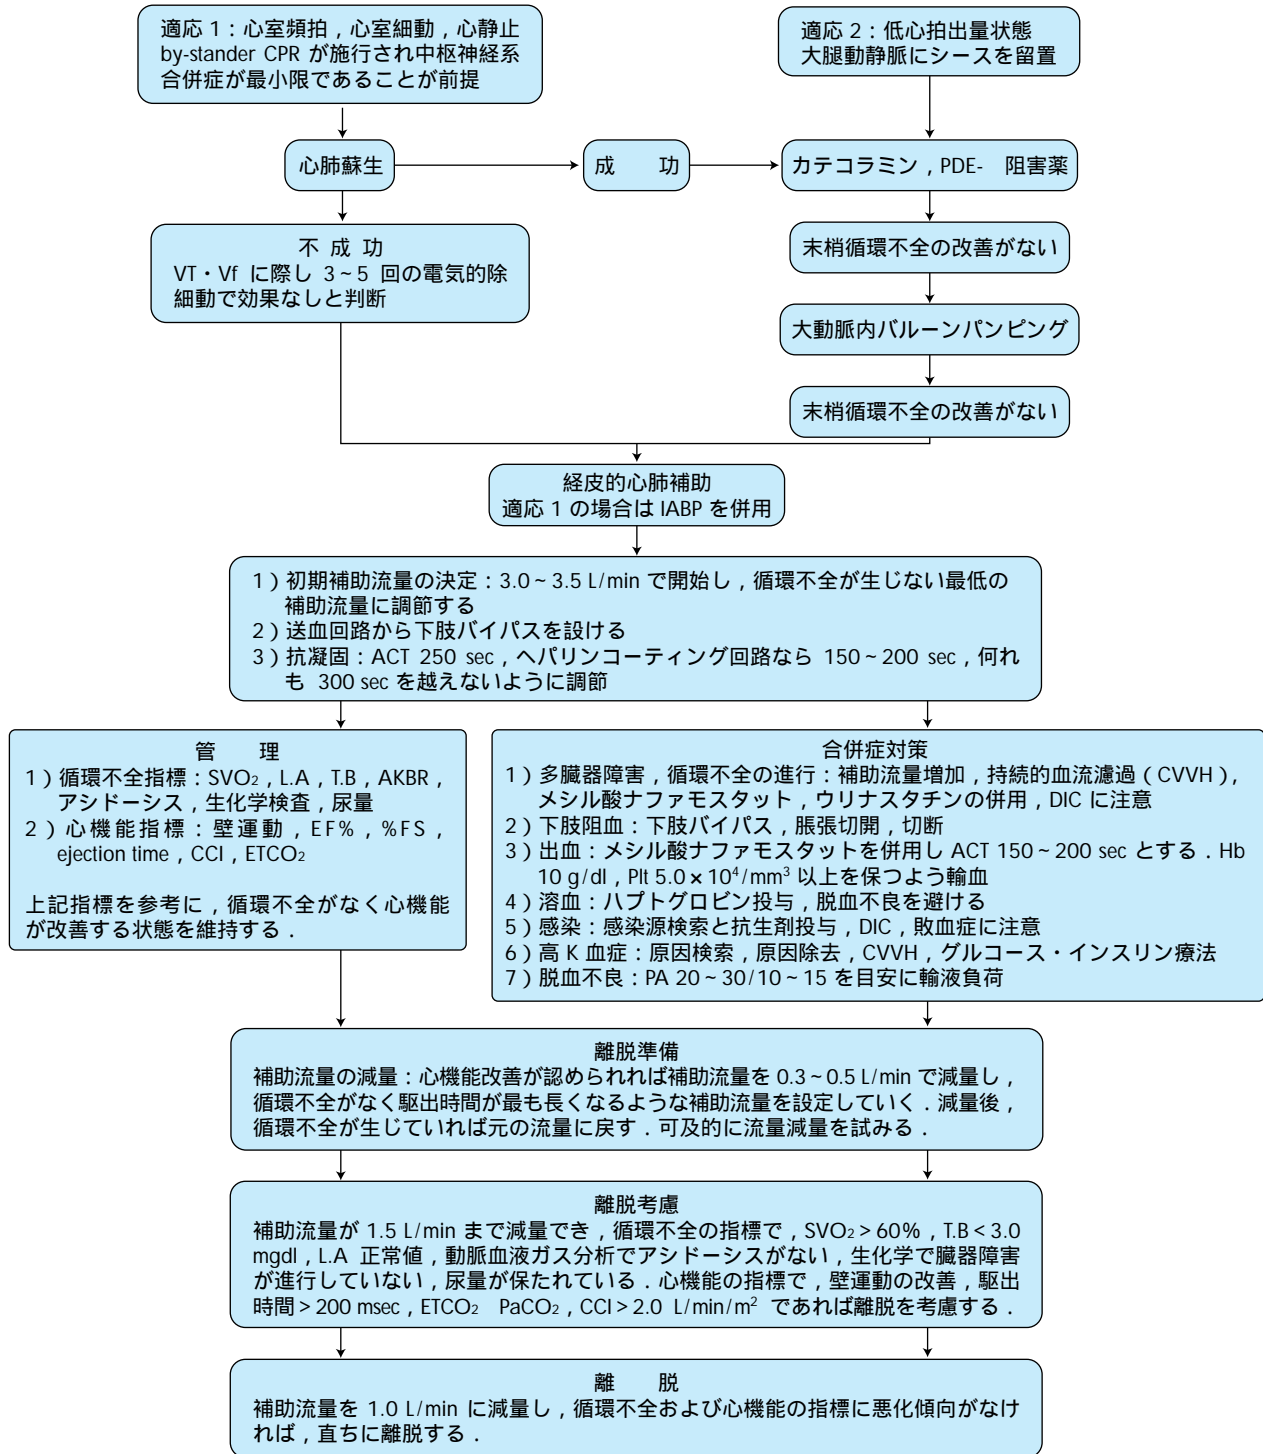 適応 1：心室頻拍，心室細動，心静止
by-stander CPR が施行され中枢神経系
合併症が最小限であることが前提
適応 2：低心拍出量状態
大腿動静脈にシースを留置
心肺蘇生
成　　功
カテコラミン，PDE-　阻害薬
不 成 功
VT・Vf に際し 3～5 回の電気的除
細動で効果なしと判断
末梢循環不全の改善がない
大動脈内バルーンパンピング
末梢循環不全の改善がない
経皮的心肺補助
適応 1 の場合は IABP を併用
1）初期補助流量の決定：3.0～3.5 L/min で開始し，循環不全が生じない最低の
補助流量に調節する
2）送血回路から下肢バイパスを設ける
3）抗凝固：ACT 250 sec，ヘパリンコーティング回路なら 150～200 sec，何れ
も 300 sec を越えないように調節
管　　理
1）循環不全指標：SVO₂，L.A，T.B，AKBR，
アシドーシス，生化学検査，尿量
2）心機能指標：壁運動，EF%，%FS，
ejection time，CCI，ETCO₂
上記指標を参考に，循環不全がなく心機能
が改善する状態を維持する．
合併症対策
1）多臓器障害，循環不全の進行：補助流量増加，持続的血流濾過（CVVH），
メシル酸ナファモスタット，ウリナスタチンの併用，DIC に注意
2）下肢阻血：下肢バイパス，脹張切開，切断
3）出血：メシル酸ナファモスタットを併用し ACT 150～200 sec とする．Hb
10 g/dl，Plt 5.0×10⁴/mm³ 以上を保つよう輸血
4）溶血：ハプトグロビン投与，脱血不良を避ける
5）感染：感染源検索と抗生剤投与，DIC，敗血症に注意
6）高 K 血症：原因検索，原因除去，CVVH，グルコース・インスリン療法
7）脱血不良：PA 20～30/10～15 を目安に輸液負荷
離脱準備
補助流量の減量：心機能改善が認められれば補助流量を 0.3～0.5 L/min で減量し，
循環不全がなく駆出時間が最も長くなるような補助流量を設定していく．減量後，
循環不全が生じていれば元の流量に戻す．可及的に流量減量を試みる．
離脱考慮
補助流量が 1.5 L/min まで減量でき，循環不全の指標で，SVO₂>60%，T.B<3.0
mgdl，L.A 正常値，動脈血液ガス分析でアシドーシスがない，生化学で臓器障害
が進行していない，尿量が保たれている．心機能の指標で，壁運動の改善，駆出
時間>200 msec，ETCO₂　PaCO₂，CCI>2.0 L/min/m² であれば離脱を考慮する．
離　　脱
補助流量を 1.0 L/min に減量し，循環不全および心機能の指標に悪化傾向がなけ
れば，直ちに離脱する．